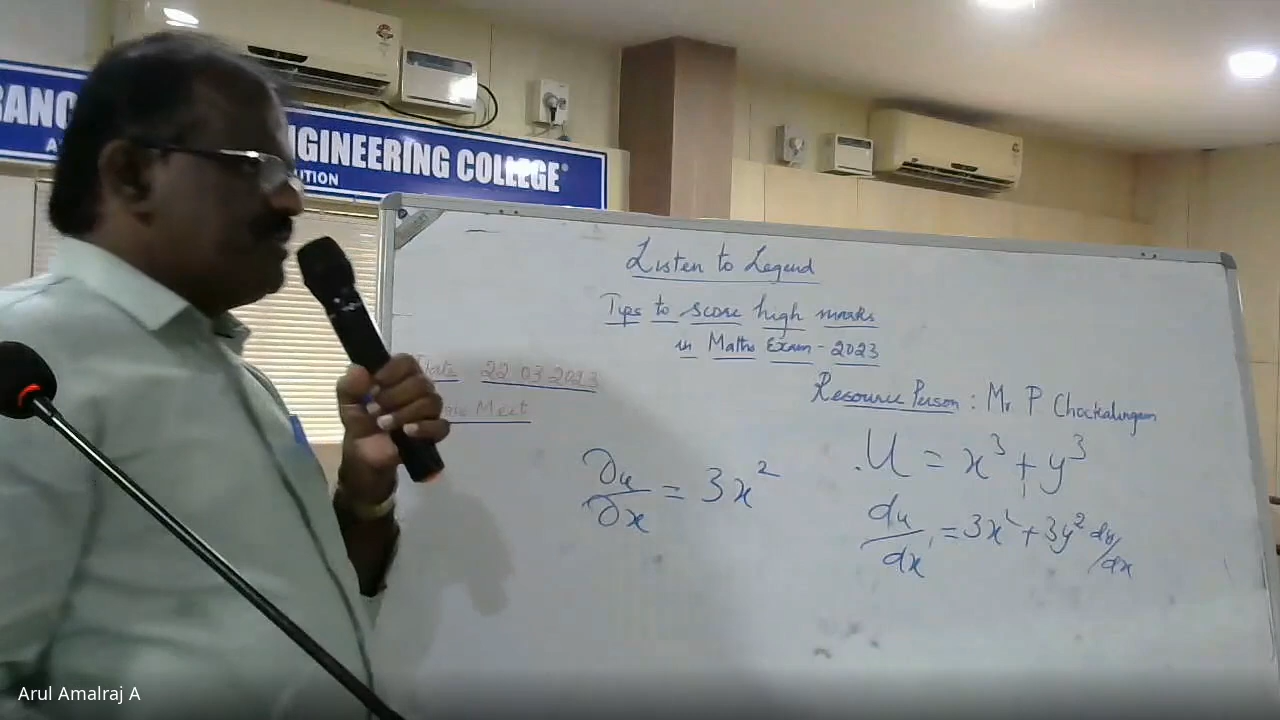 GINEERING COLLEGE
UTION
Listen to Legend
Tips to score high marks
in Maths Exam - 2023
22 03 2023
Meet
Resource Person : Mr P Chockalingam
U = x³ + y³
∂u/∂x = 3x²
du/dx = 3x² + 3y² dy/dx
Arul Amalraj A